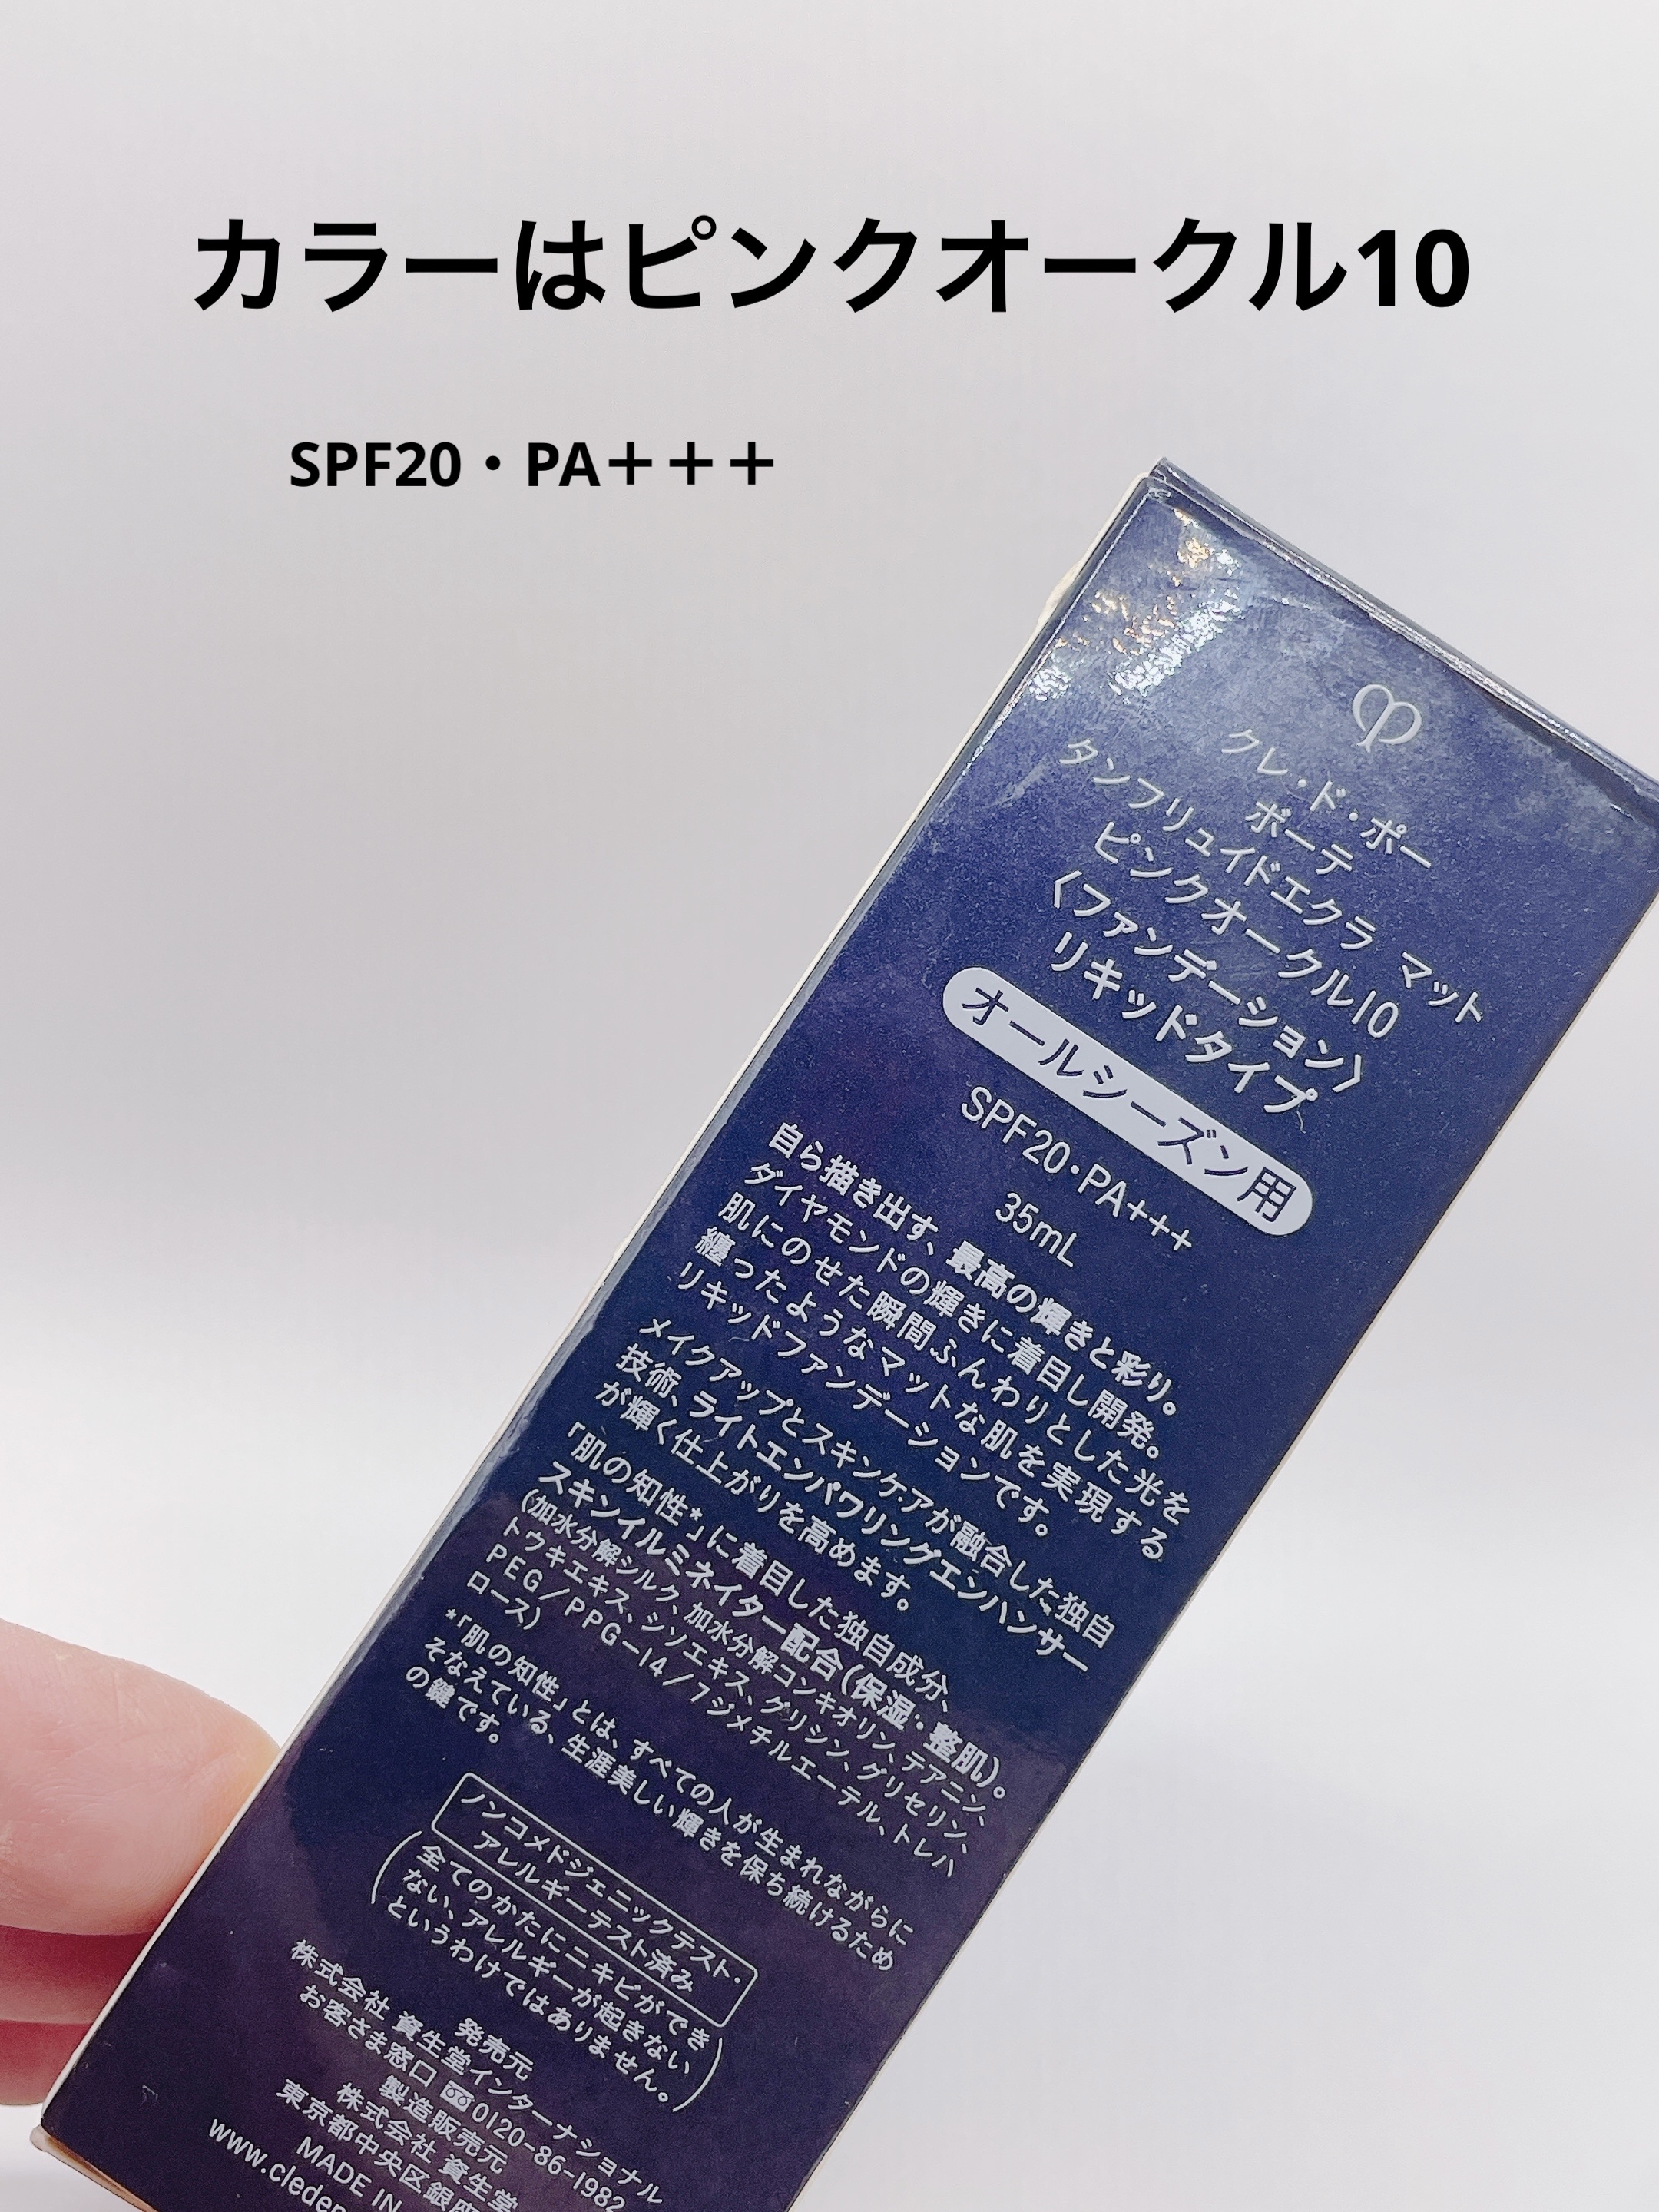 カラーはピンクオークル10
SPF20・PA＋＋＋
クレ・ド・ポー
ボーテ
タンフリュイドエクラ マット
ピンクオークル10
〈ファンデーション〉
リキッドタイプ
オールシーズン用
SPF20・PA+++
35mL
自ら描き出す、最高の輝きと彩り。
ダイヤモンドの輝きに着目し開発。
肌にのせた瞬間ふんわりとした光を
纏ったようなマットな肌を実現する
リキッドファンデーションです。
メイクアップとスキンケアが融合した独自
技術、ライトエンパワリングエンハンサー
が輝く仕上がりを高めます。
「肌の知性*」に着目した独自成分、
スキンイルミネイター配合(保湿・整肌)。
(加水分解シルク、加水分解コンキオリン、テアニン、
トウキエキス、シソエキス、グリシン、グリセリン、
PEG／PPG－14／7ジメチルエーテル、トレハ
ロース)
*「肌の知性」とは、すべての人が生まれながらに
そなえている、生涯美しい輝きを保ち続けるため
の鍵です。
ノンコメドジェニックテスト・
アレルギーテスト済み
(全てのかたにニキビができ
ない、アレルギーが起きない
というわけではありません。)
発売元
株式会社 資生堂インターナショナル
お客さま窓口 0120-86-1982
製造販売元
株式会社 資生堂
東京都中央区銀座
MADE IN
www.cleder